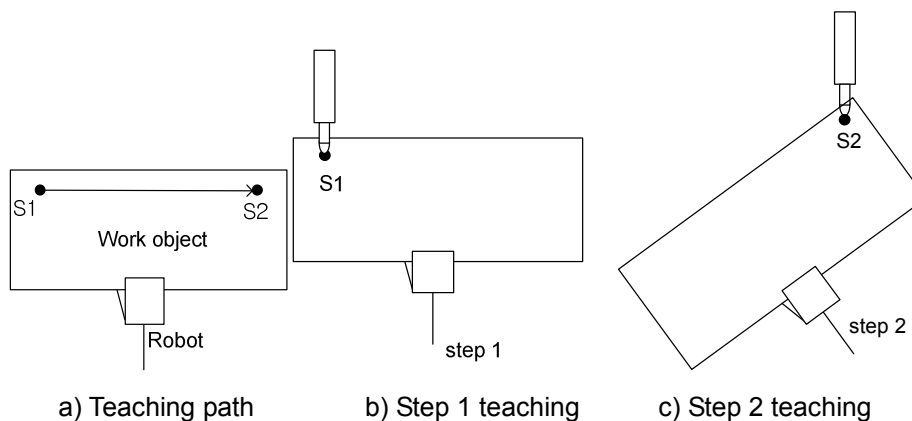 S1
S2
Work object
Robot
a) Teaching path
S1
step 1
b) Step 1 teaching
S2
step 2
c) Step 2 teaching